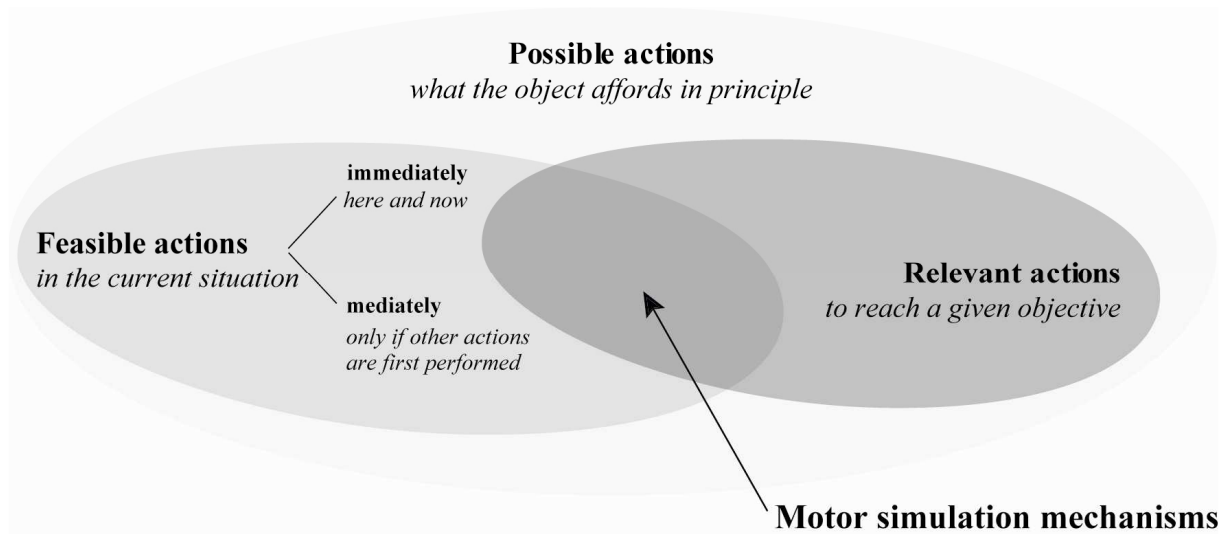 Possible actions
what the object affords in principle
immediately
here and now
Feasible actions
in the current situation
mediately
only if other actions
are first performed
Relevant actions
to reach a given objective
Motor simulation mechanisms